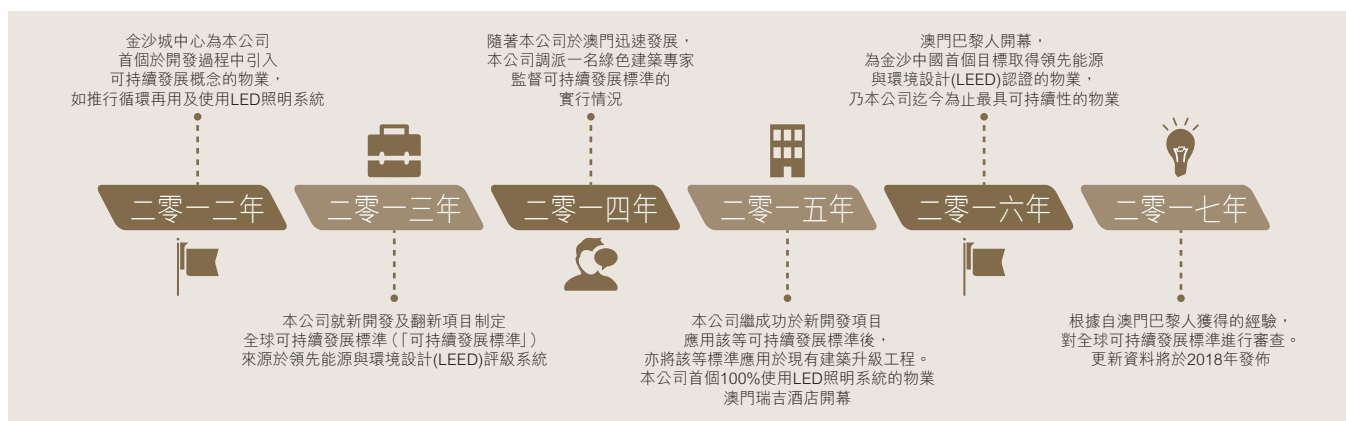 金沙城中心為本公司
首個於開發過程中引入
可持續發展概念的物業，
如推行循環再用及使用LED照明系統
隨著本公司於澳門迅速發展，
本公司調派一名綠色建築專家
監督可持續發展標準的
實行情況
澳門巴黎人開幕，
為金沙中國首個目標取得領先能源
與環境設計(LEED)認證的物業，
乃本公司迄今為止最具可持續性的物業
二零一二年
二零一三年
二零一四年
二零一五年
二零一六年
二零一七年
本公司就新開發及翻新項目制定
全球可持續發展標準（「可持續發展標準」）
來源於領先能源與環境設計(LEED)評級系統
本公司繼成功於新開發項目
應用該等可持續發展標準後，
亦將該等標準應用於現有建築升級工程。
本公司首個100%使用LED照明系統的物業
澳門瑞吉酒店開幕
根據自澳門巴黎人獲得的經驗，
對全球可持續發展標準進行審查。
更新資料將於2018年發佈